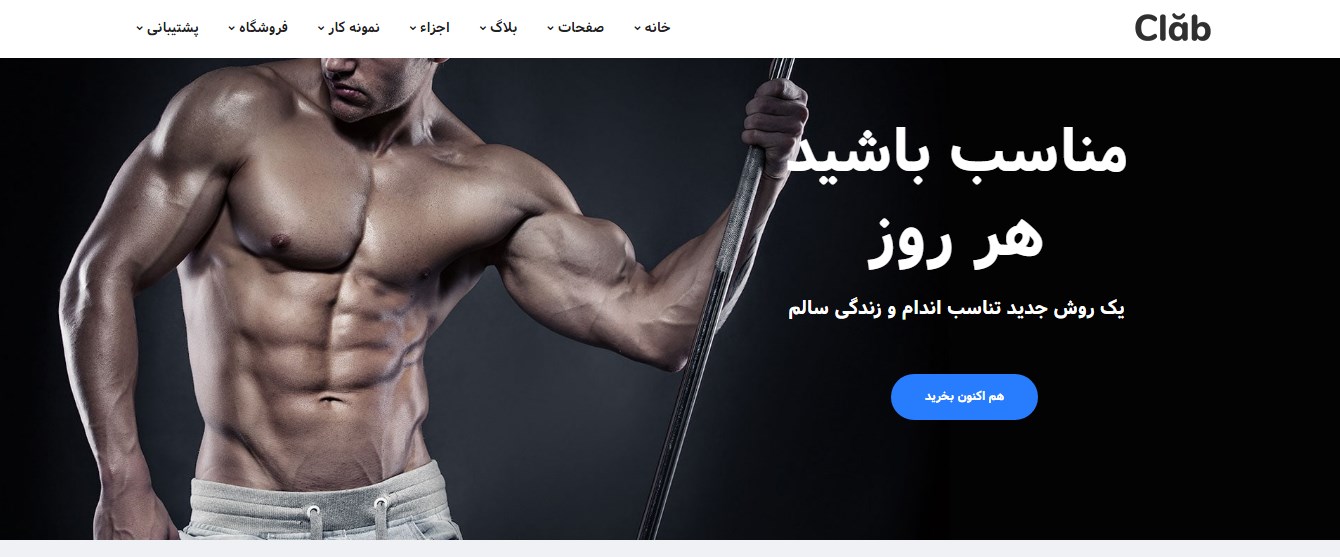 Clăb
خانه صفحات بلاگ اجزاء نمونه کار فروشگاه پشتیبانی
مناسب باشید
هر روز
یک روش جدید تناسب اندام و زندگی سالم
هم اکنون بخرید